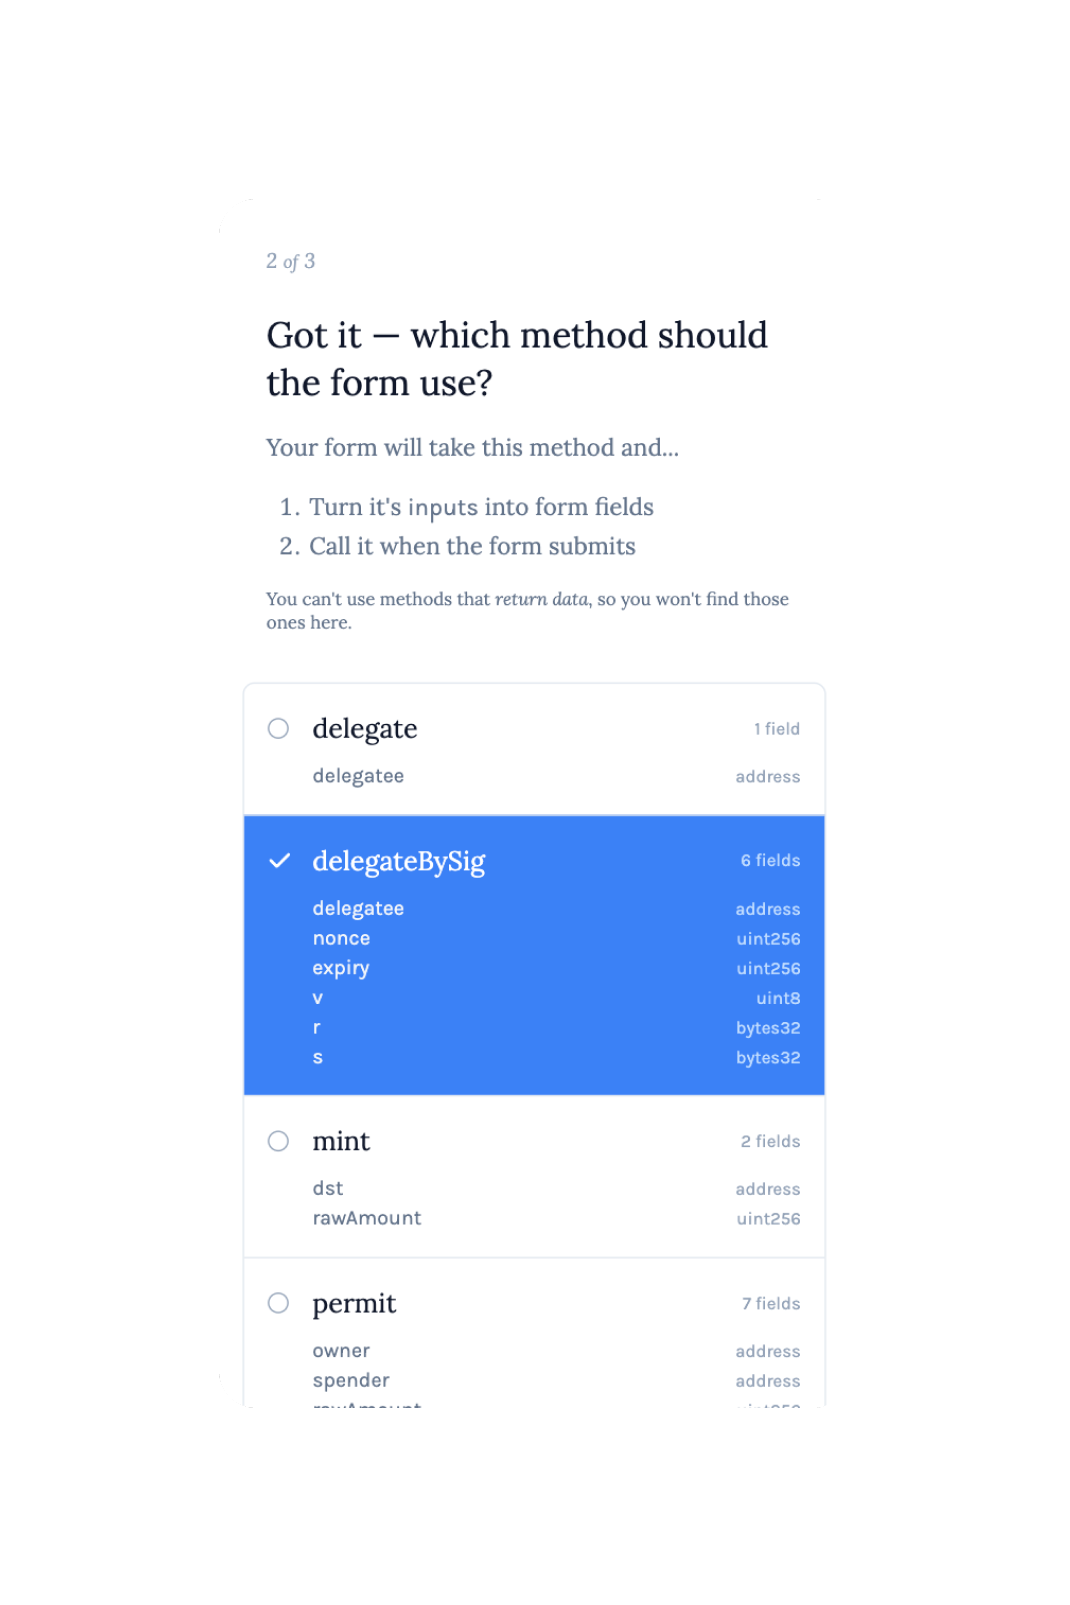 2 of 3
Got it — which method should
the form use?
Your form will take this method and...
1. Turn it's inputs into form fields
2. Call it when the form submits
You can't use methods that return data, so you won't find those
ones here.
delegate 1 field
delegatee address
delegateBySig 6 fields
delegatee address
nonce uint256
expiry uint256
v uint8
r bytes32
s bytes32
mint 2 fields
dst address
rawAmount uint256
permit 7 fields
owner address
spender address
rawAmount uint256